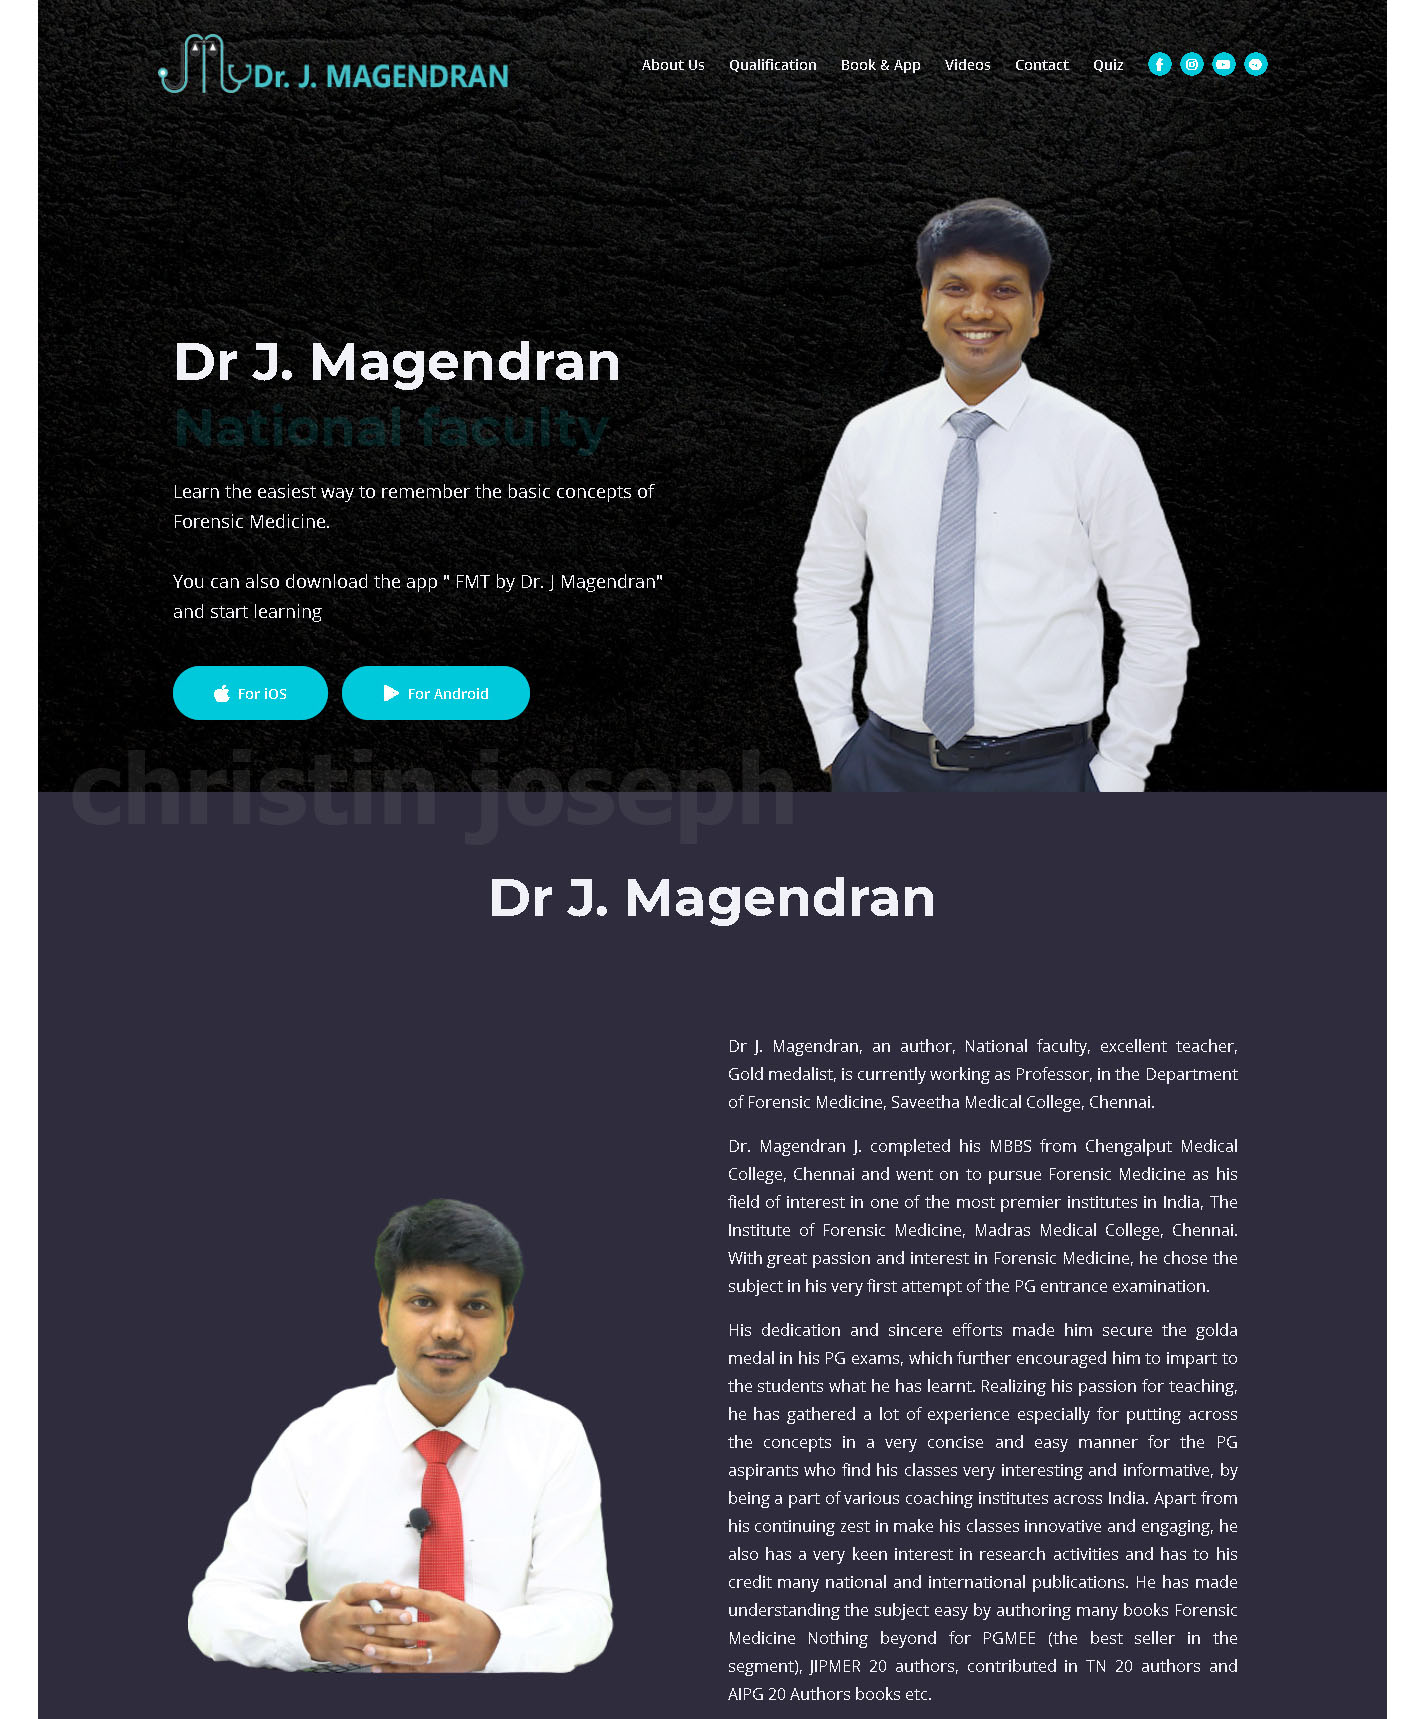 Dr. J. MAGENDRAN
About Us Qualification Book & App Videos Contact Quiz
Dr J. Magendran
National faculty
Learn the easiest way to remember the basic concepts of
Forensic Medicine.
You can also download the app " FMT by Dr. J Magendran"
and start learning
For iOS For Android
christin joseph
Dr J. Magendran
Dr J. Magendran, an author, National faculty, excellent teacher,
Gold medalist, is currently working as Professor, in the Department
of Forensic Medicine, Saveetha Medical College, Chennai.
Dr. Magendran J. completed his MBBS from Chengalput Medical
College, Chennai and went on to pursue Forensic Medicine as his
field of interest in one of the most premier institutes in India, The
Institute of Forensic Medicine, Madras Medical College, Chennai.
With great passion and interest in Forensic Medicine, he chose the
subject in his very first attempt of the PG entrance examination.
His dedication and sincere efforts made him secure the golda
medal in his PG exams, which further encouraged him to impart to
the students what he has learnt. Realizing his passion for teaching,
he has gathered a lot of experience especially for putting across
the concepts in a very concise and easy manner for the PG
aspirants who find his classes very interesting and informative, by
being a part of various coaching institutes across India. Apart from
his continuing zest in make his classes innovative and engaging, he
also has a very keen interest in research activities and has to his
credit many national and international publications. He has made
understanding the subject easy by authoring many books Forensic
Medicine Nothing beyond for PGMEE (the best seller in the
segment), JIPMER 20 authors, contributed in TN 20 authors and
AIPG 20 Authors books etc.